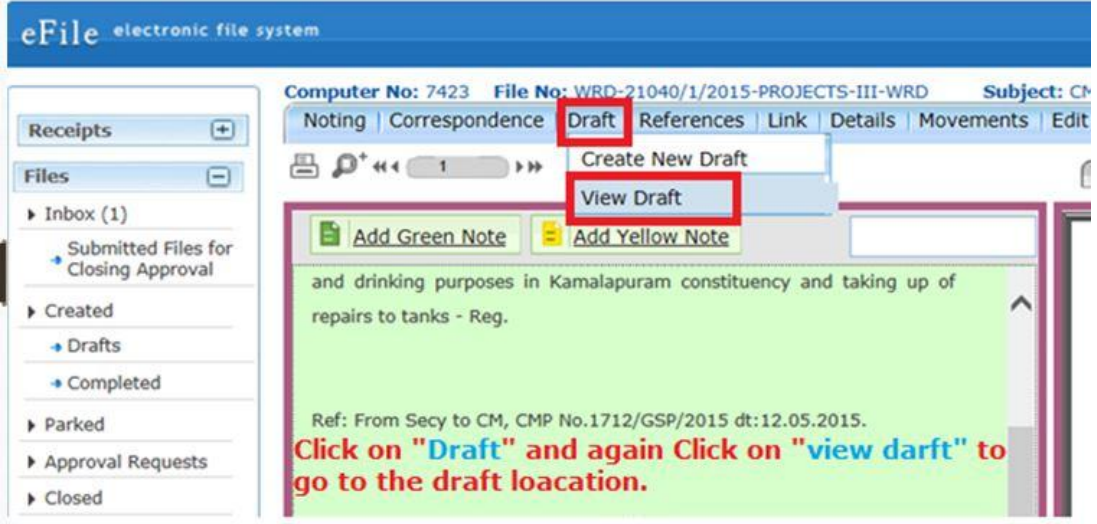 eFile electronic file system
Computer No: 7423 File No: WRD-21040/1/2015-PROJECTS-III-WRD Subject: CM
Noting Correspondence Draft References Link Details Movements Edit
Receipts
Files
Inbox (1)
Submitted Files for
Closing Approval
Created
Drafts
Completed
Parked
Approval Requests
Closed
1
Create New Draft
View Draft
Add Green Note Add Yellow Note
and drinking purposes in Kamalapuram constituency and taking up of
repairs to tanks - Reg.
Ref: From Secy to CM, CMP No.1712/GSP/2015 dt:12.05.2015.
Click on "Draft" and again Click on "view darft" to
go to the draft loacation.